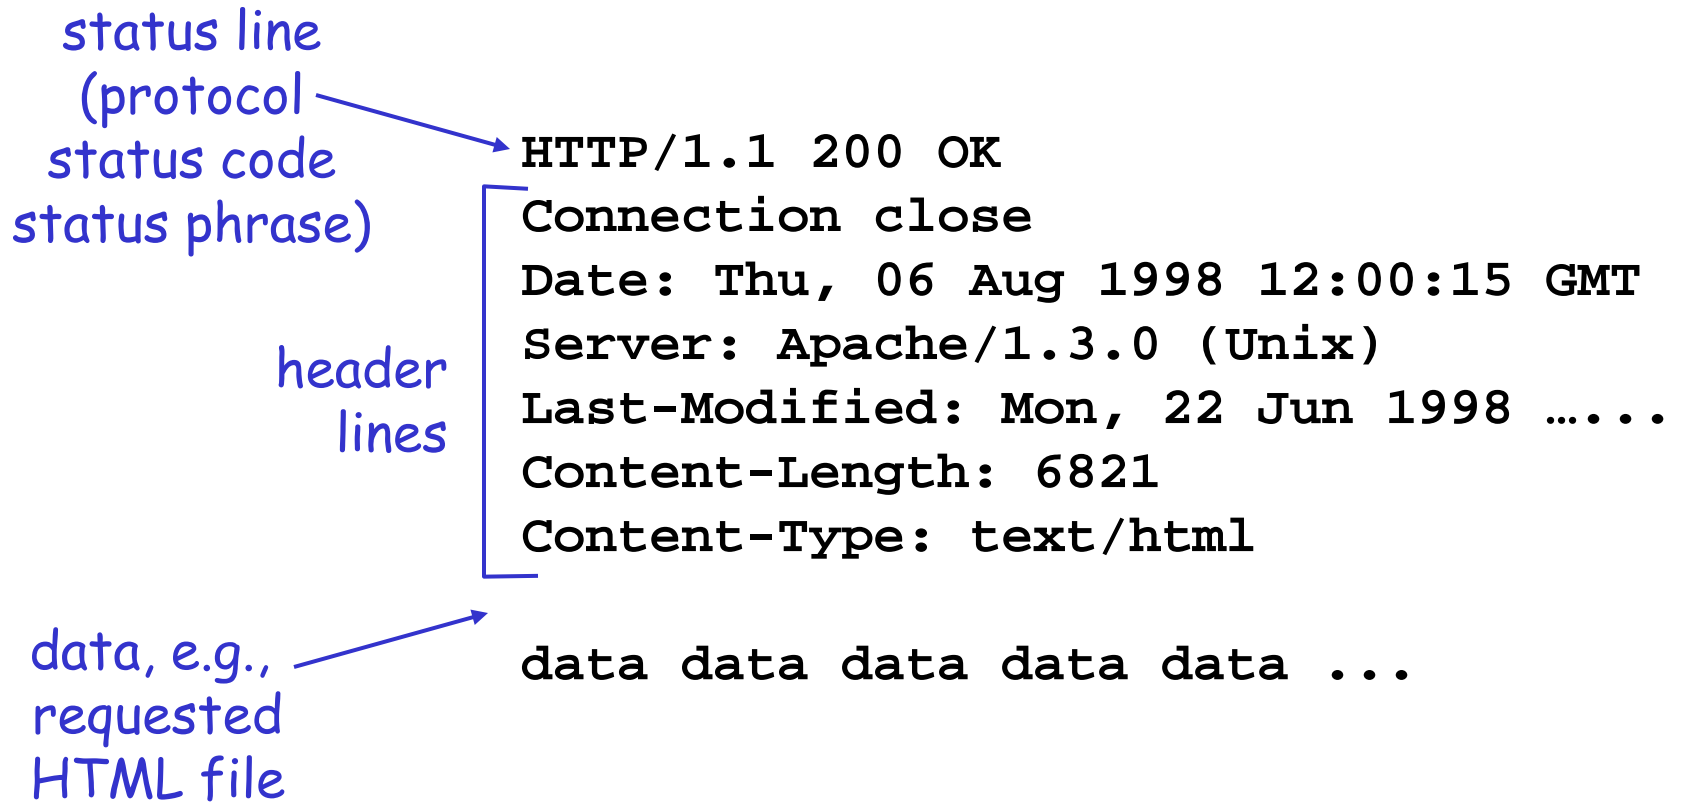 status line
(protocol
status code
status phrase)
HTTP/1.1 200 OK
Connection close
Date: Thu, 06 Aug 1998 12:00:15 GMT
Server: Apache/1.3.0 (Unix)
Last-Modified: Mon, 22 Jun 1998 …...
Content-Length: 6821
Content-Type: text/html
header
lines
data, e.g.,
requested
HTML file
data data data data data ...